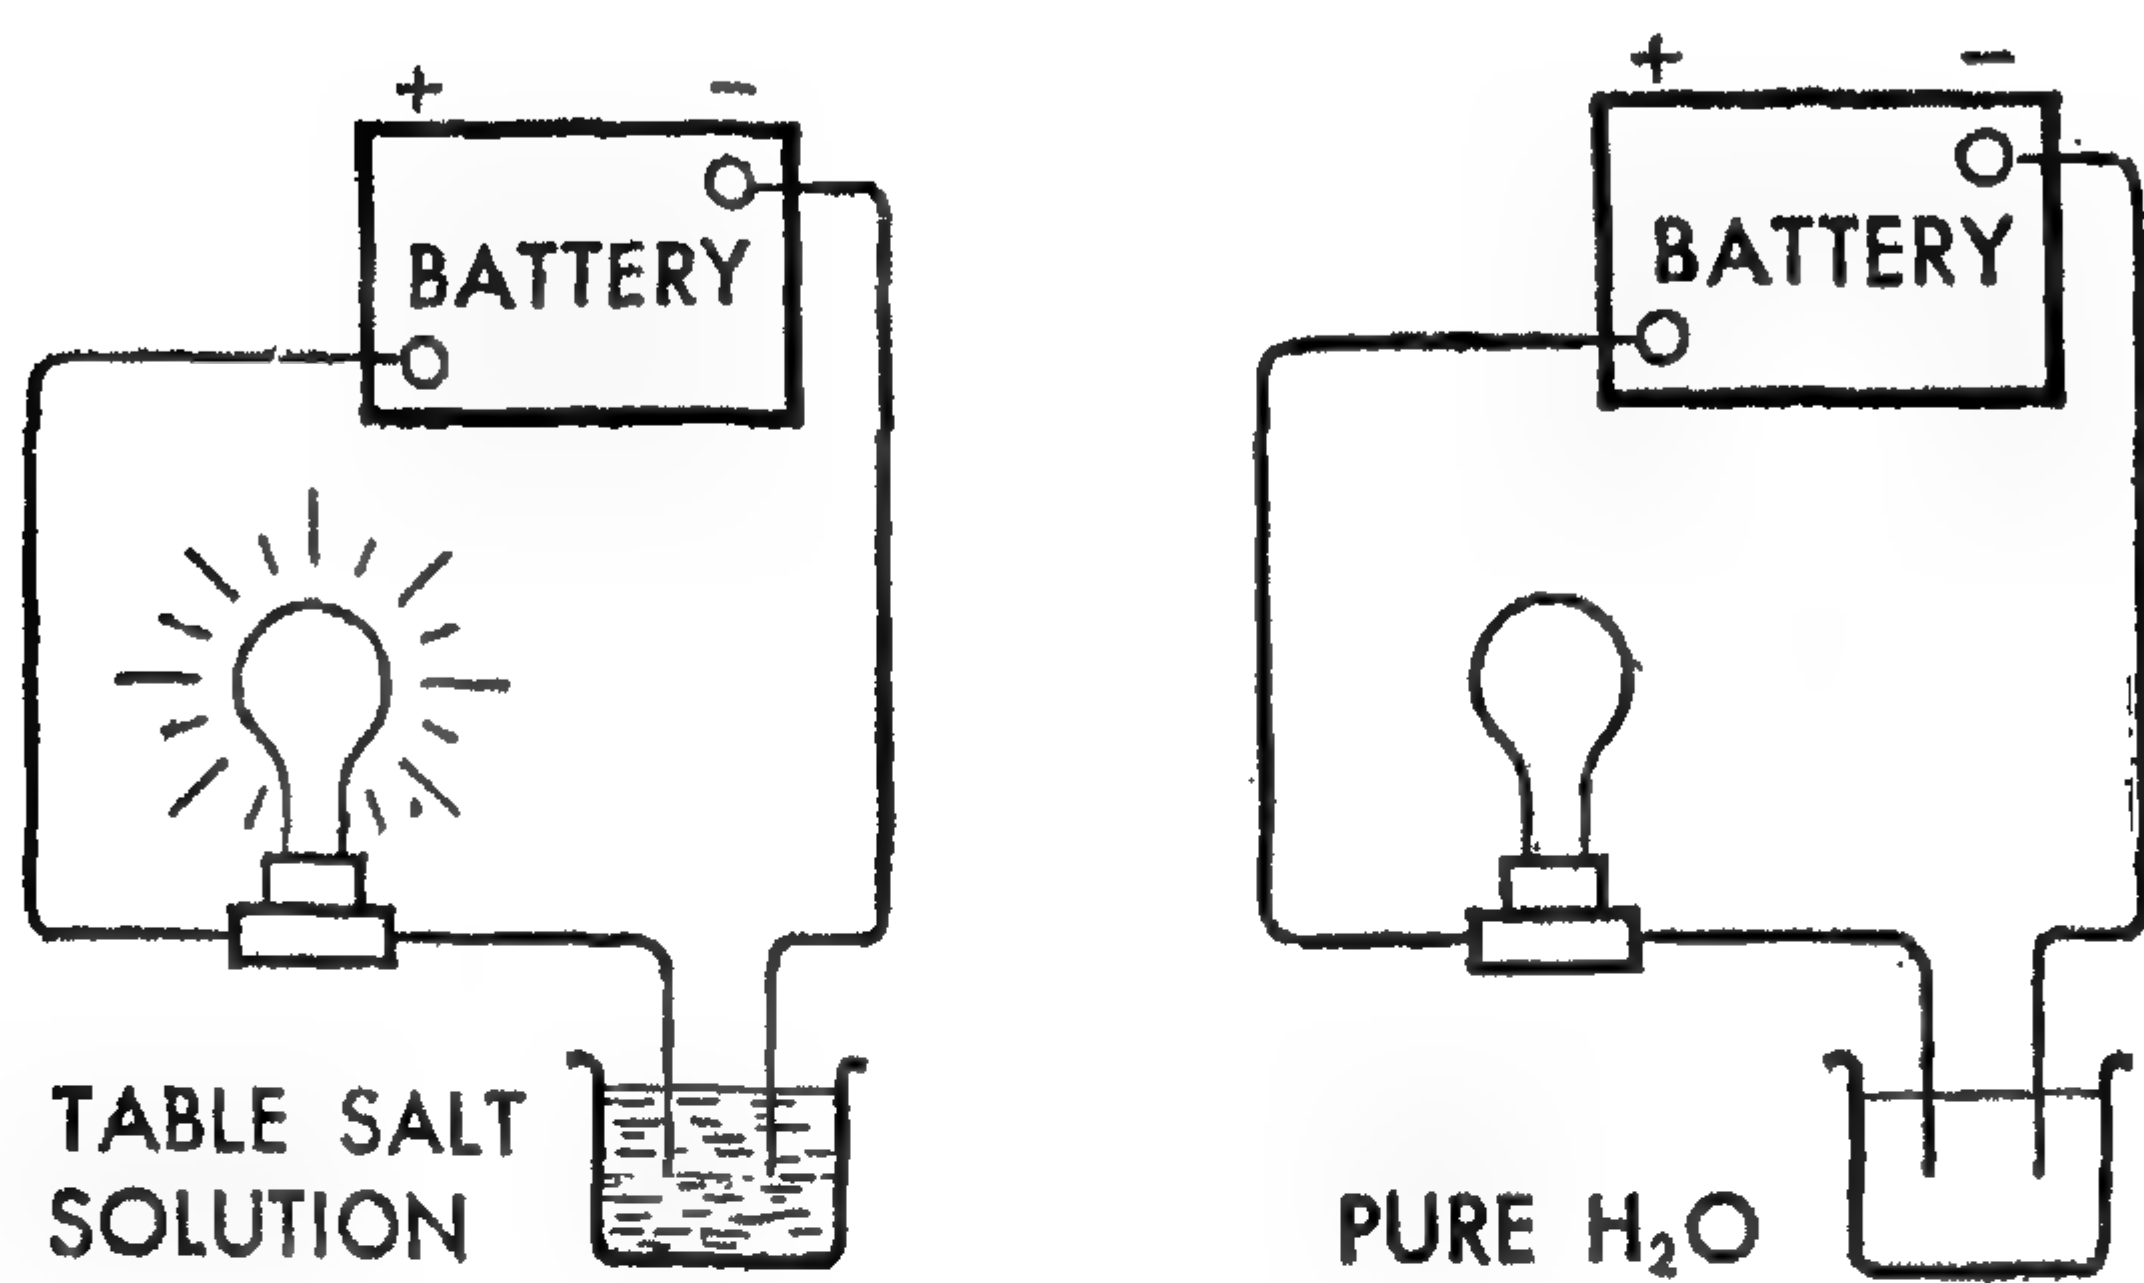 + −
BATTERY
TABLE SALT
SOLUTION
+ −
BATTERY
PURE H₂O